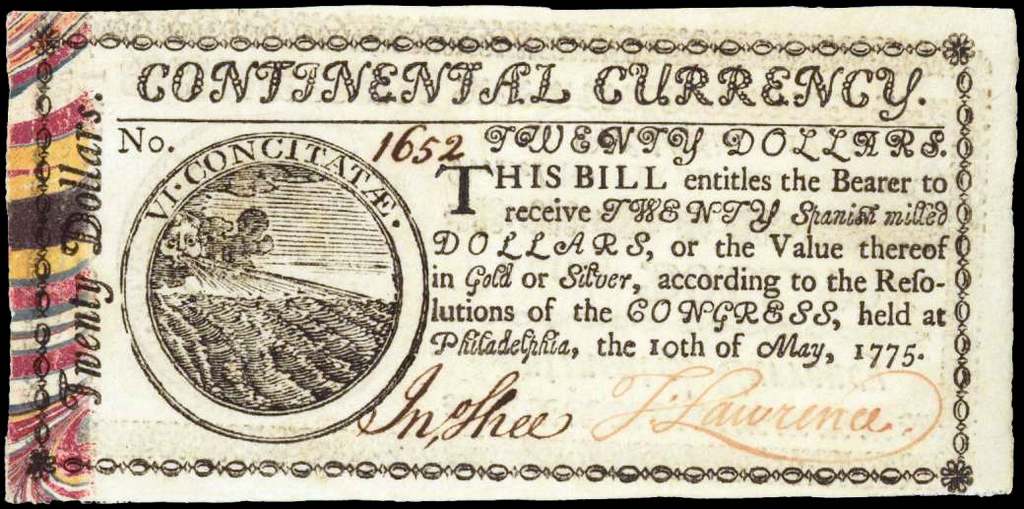 CONTINENTAL CURRENCY.
Twenty Dollars.
No. 1652 TWENTY DOLLARS.
VI·CONCITATÆ.
THIS BILL entitles the Bearer to
receive TWENTY Spanish milled
DOLLARS, or the Value thereof
in Gold or Silver, according to the Reſo-
lutions of the CONGRESS, held at
Philadelphia, the 10th of May, 1775.
Jn, Shee T. Lawrence.